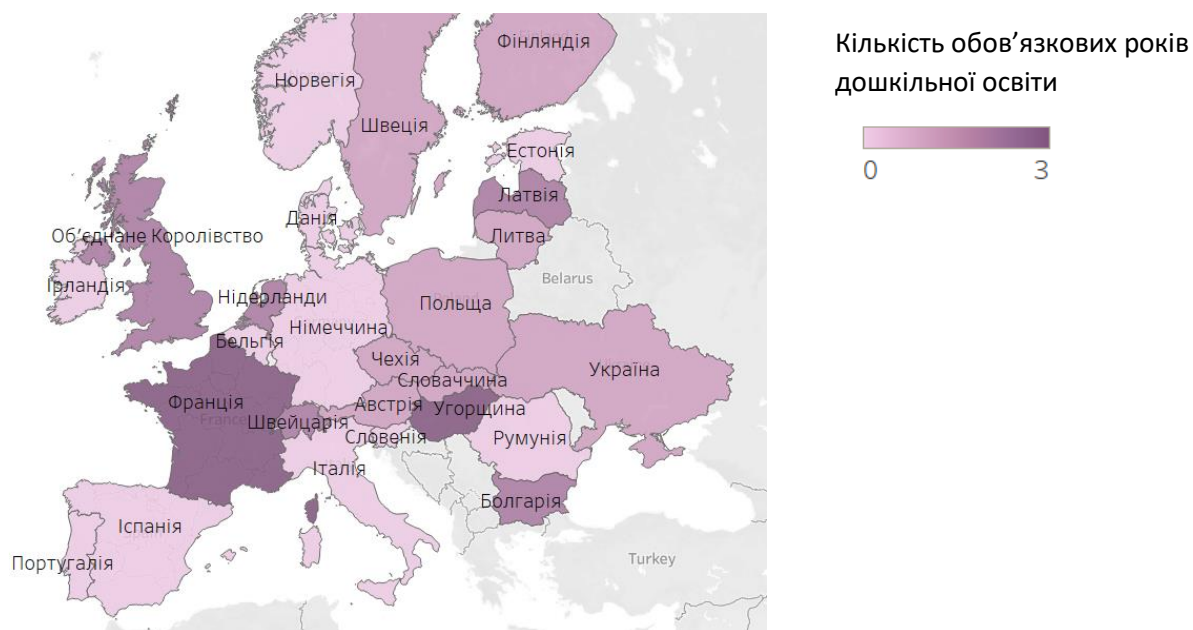 Кількість обов’язкових років
дошкільної освіти
0 3
Фінляндія
Норвегія
Швеція
Естонія
Латвія
Данія
Об’єднане Королівство
Литва
Belarus
Ірландія
Нідерланди
Польща
Німеччина
Бельгія
Чехія
Україна
Словаччина
Франція
France
Австрія
Угорщина
Швейцарія
Словенія
Румунія
Італія
Болгарія
Іспанія
Португалія
Turkey